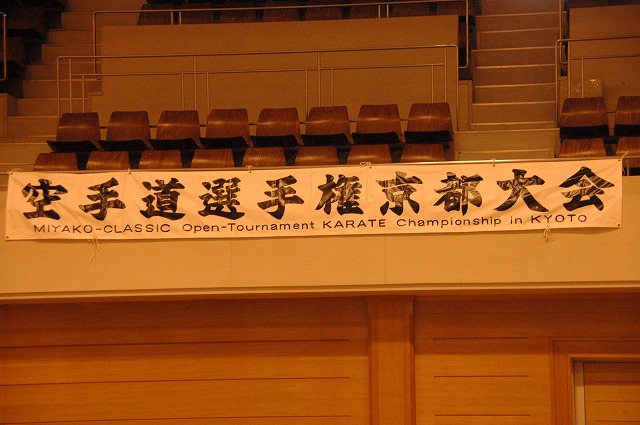 空手道選手権京都大会
MIYAKO-CLASSIC Open-Tournament KARATE Championship in KYOTO